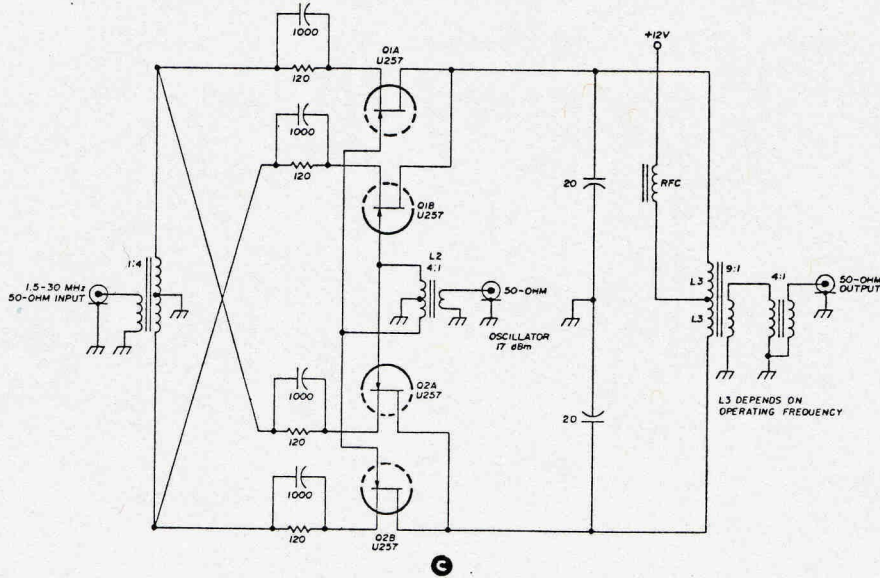 1000
120
Q1A
U257
+12V
1000
120
Q1B
U257
20
RFC
1:4
1.5-30 MHz
50-OHM INPUT
L2
4:1
50-OHM
OSCILLATOR
17 dBm
L3
9:1
L3
4:1
50-OHM
OUTPUT
1000
120
Q2A
U257
20
L3 DEPENDS ON
OPERATING FREQUENCY
1000
120
Q2B
U257
C